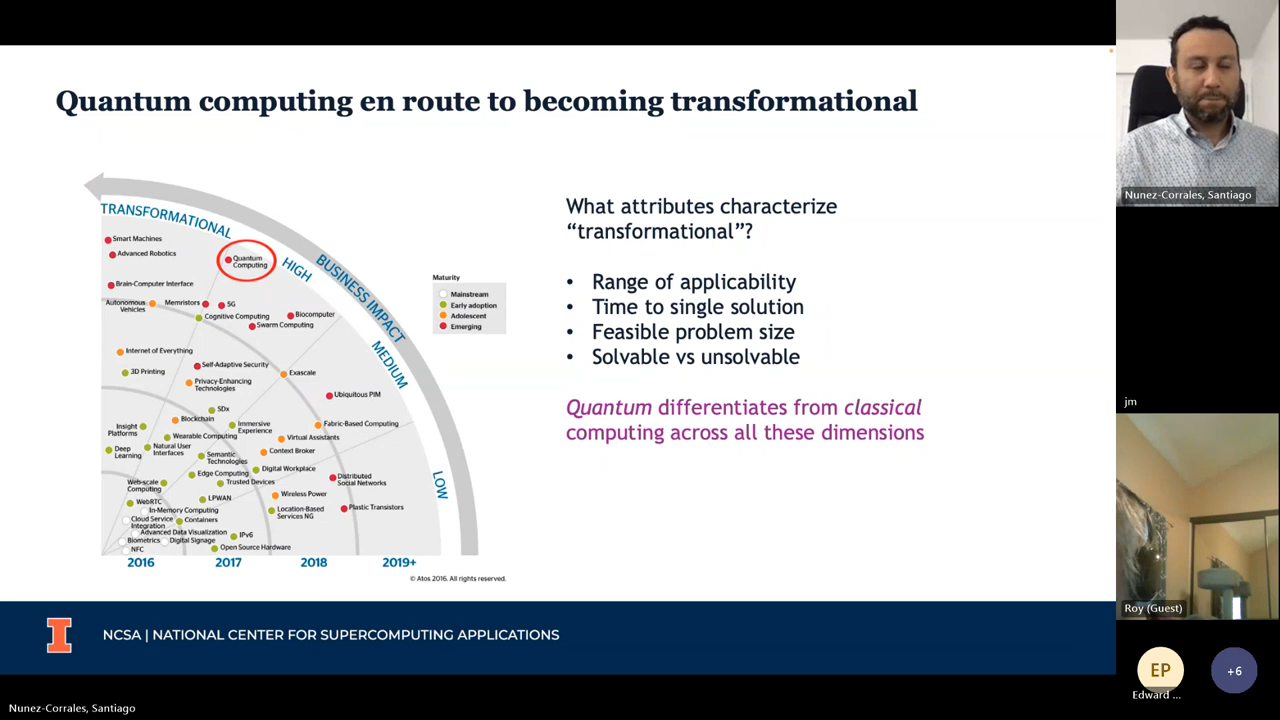 Quantum computing en route to becoming transformational
TRANSFORMATIONAL
HIGH
MEDIUM
LOW
BUSINESS IMPACT
Smart Machines
Advanced Robotics
Quantum
Computing
Brain-Computer Interface
Autonomous
Vehicles
Memristors
5G
Cognitive Computing
Biocomputer
Swarm Computing
Internet of Everything
3D Printing
Self-Adaptive Security
Privacy-Enhancing
Technologies
Exascale
Ubiquitous PIM
SDx
Blockchain
Immersive
Experience
Fabric-Based Computing
Insight
Platforms
Wearable Computing
Virtual Assistants
Deep
Learning
Natural User
Interfaces
Semantic
Technologies
Context Broker
Edge Computing
Digital Workplace
Trusted Devices
Distributed
Social Networks
Web-scale
Computing
LPWAN
Wireless Power
WebRTC
In-Memory Computing
Location-Based
Services NG
Plastic Transistors
Cloud Service
Integration
Containers
Advanced Data Visualization
IPv6
Biometrics
Digital Signage
NFC
Open Source Hardware
2016
2017
2018
2019+
© Atos 2016. All rights reserved.
Maturity
Mainstream
Early adoption
Adolescent
Emerging
What attributes characterize
“transformational”?
• Range of applicability
• Time to single solution
• Feasible problem size
• Solvable vs unsolvable
Quantum differentiates from classical
computing across all these dimensions
I
NCSA | NATIONAL CENTER FOR SUPERCOMPUTING APPLICATIONS
Nunez-Corrales, Santiago
Nunez-Corrales, Santiago
jm
Roy (Guest)
EP
Edward ...
+6